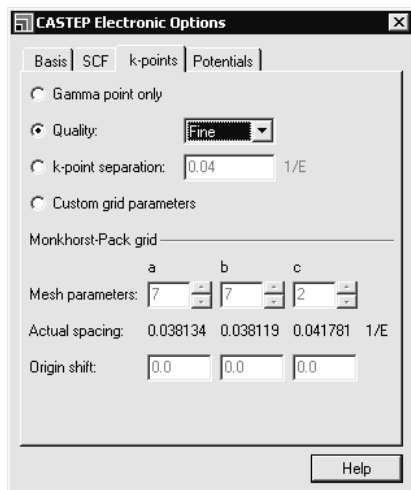 CASTEP Electronic Options
Basis SCF k-points Potentials
Gamma point only
Quality: Fine
k-point separation: 0.04 1/E
Custom grid parameters
Monkhorst-Pack grid
a b c
Mesh parameters: 7 7 2
Actual spacing: 0.038134 0.038119 0.041781 1/E
Origin shift: 0.0 0.0 0.0
Help